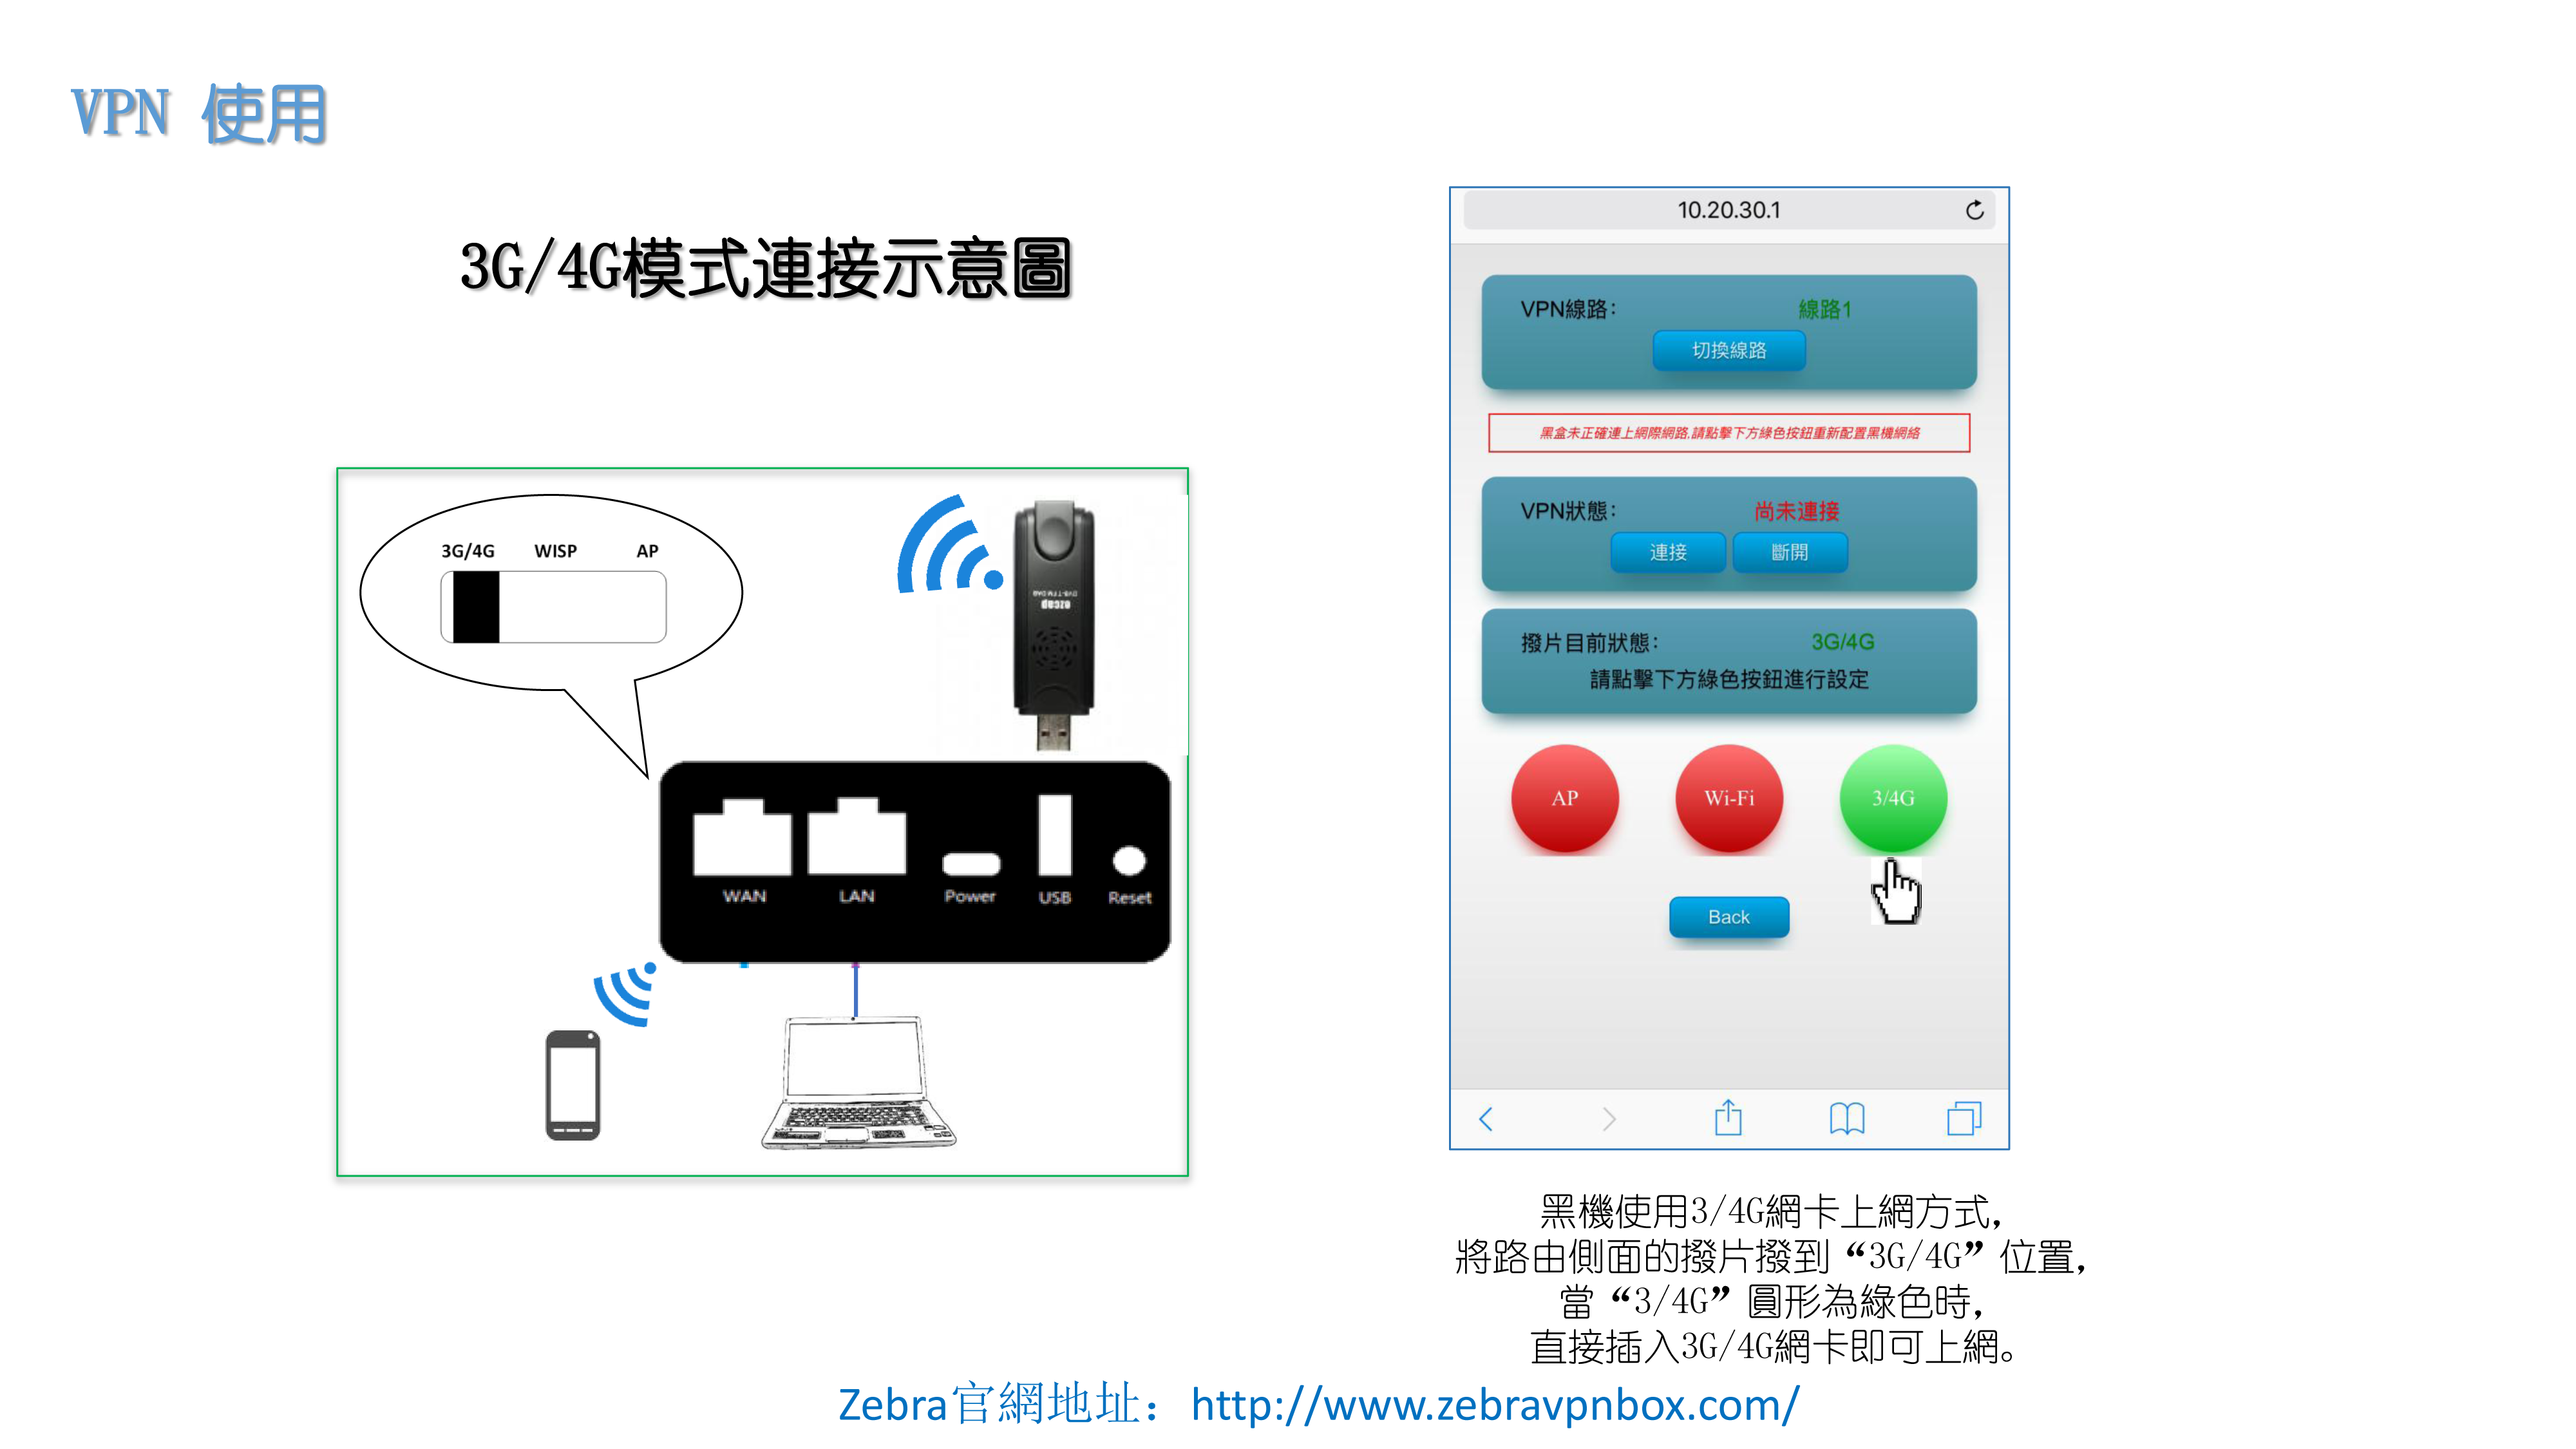 VPN 使用
3G/4G模式連接示意圖
3G/4G WISP AP
ezcap
WAN LAN Power USB Reset
10.20.30.1
VPN線路: 線路1
切換線路
黑盒未正確連上網際網路,請點擊下方綠色按鈕重新配置黑機網絡
VPN狀態: 尚未連接
連接 斷開
撥片目前狀態: 3G/4G
請點擊下方綠色按鈕進行設定
AP Wi-Fi 3/4G
Back
黑機使用3/4G網卡上網方式,
將路由側面的撥片撥到“3G/4G”位置,
當“3/4G”圓形為綠色時,
直接插入3G/4G網卡即可上網。
Zebra官網地址：http://www.zebravpnbox.com/